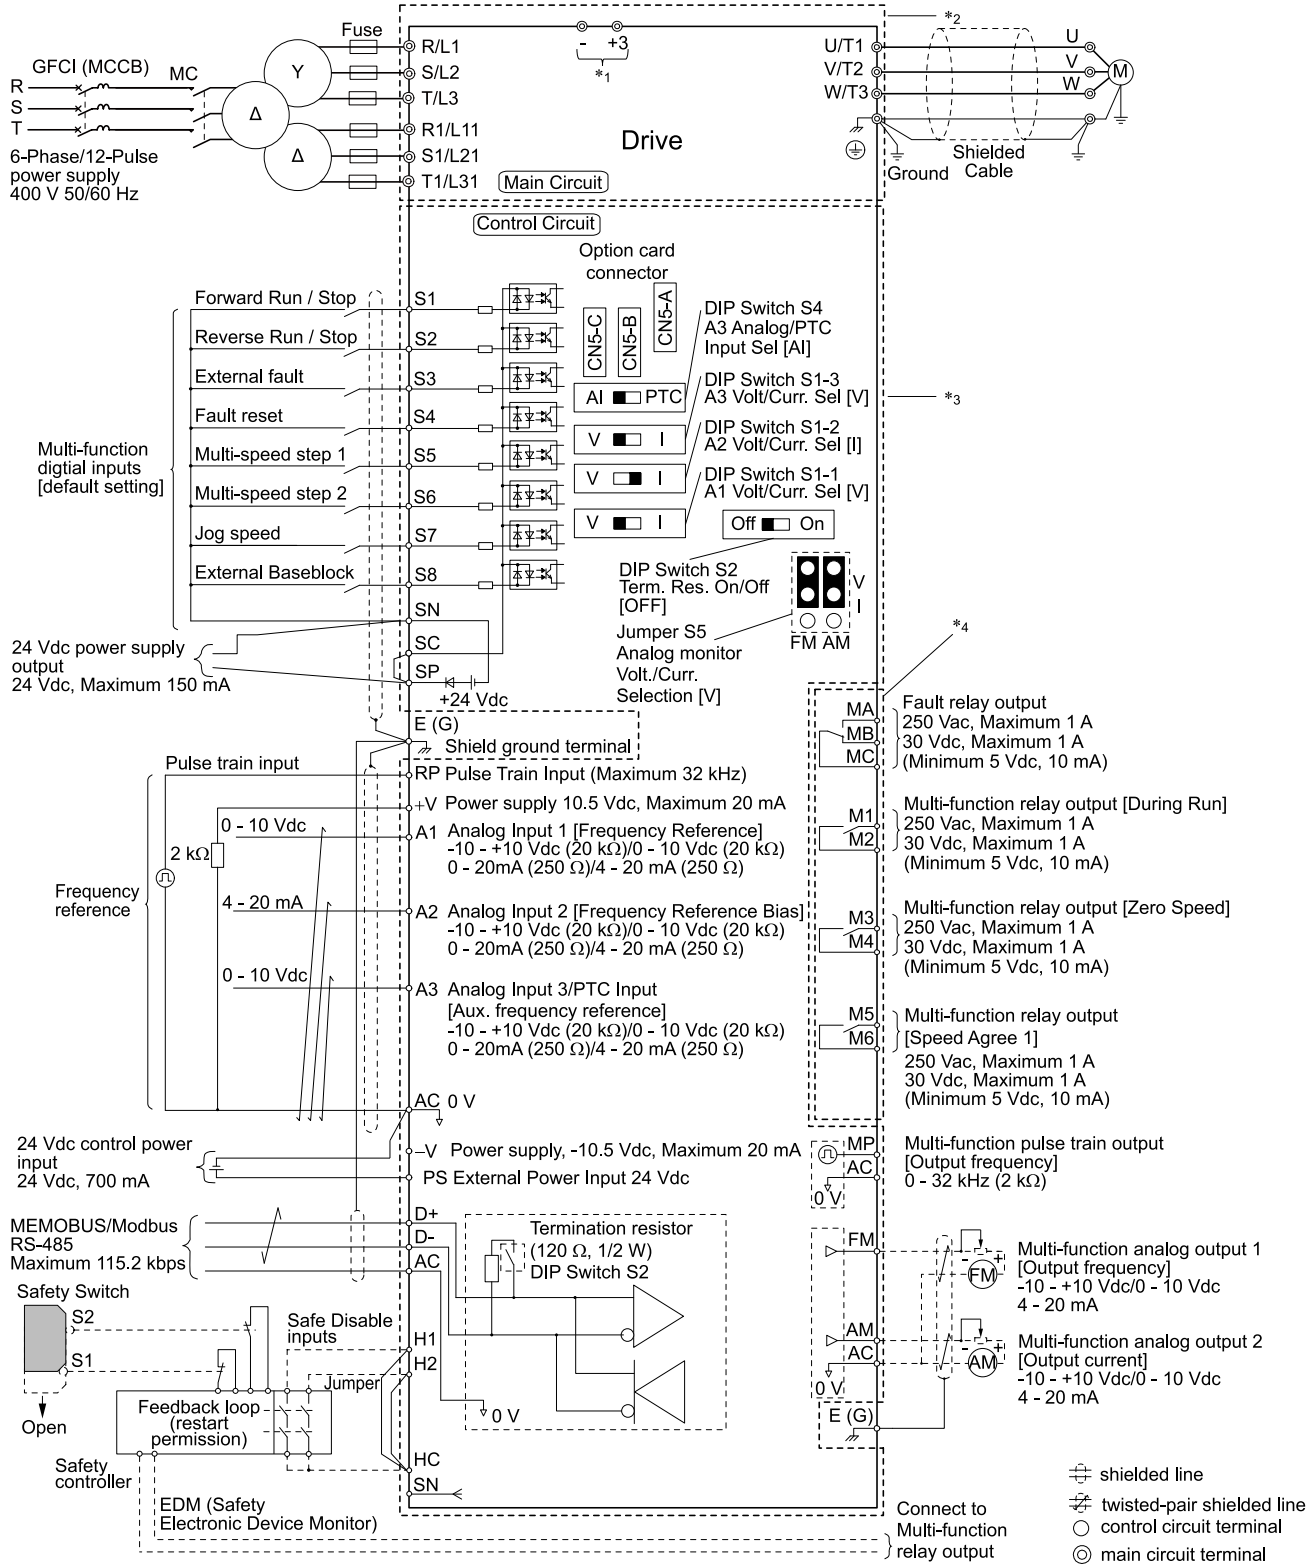 Fuse
GFCI (MCCB)
MC
R
S
T
6-Phase/12-Pulse
power supply
400 V 50/60 Hz
Y
Δ
Δ
R/L1
S/L2
T/L3
R1/L11
S1/L21
T1/L31
- +3
*1
Drive
Main Circuit
U/T1
V/T2
W/T3
*2
U
V
W
M
Ground
Shielded
Cable
Control Circuit
Option card
connector
CN5-C
CN5-B
CN5-A
Multi-function
digtial inputs
[default setting]
Forward Run / Stop
S1
Reverse Run / Stop
S2
External fault
S3
Fault reset
S4
Multi-speed step 1
S5
Multi-speed step 2
S6
Jog speed
S7
External Baseblock
S8
SN
SC
SP
24 Vdc power supply
output
24 Vdc, Maximum 150 mA
+24 Vdc
AI PTC
V I
V I
V I
DIP Switch S4
A3 Analog/PTC
Input Sel [AI]
DIP Switch S1-3
A3 Volt/Curr. Sel [V]
DIP Switch S1-2
A2 Volt/Curr. Sel [I]
DIP Switch S1-1
A1 Volt/Curr. Sel [V]
*3
Off On
DIP Switch S2
Term. Res. On/Off
[OFF]
Jumper S5
Analog monitor
Volt./Curr.
Selection [V]
V
I
FM AM
*4
E (G)
Shield ground terminal
Pulse train input
RP Pulse Train Input (Maximum 32 kHz)
+V Power supply 10.5 Vdc, Maximum 20 mA
Frequency
reference
2 kΩ
0 - 10 Vdc
A1 Analog Input 1 [Frequency Reference]
-10 - +10 Vdc (20 kΩ)/0 - 10 Vdc (20 kΩ)
0 - 20mA (250 Ω)/4 - 20 mA (250 Ω)
4 - 20 mA
A2 Analog Input 2 [Frequency Reference Bias]
-10 - +10 Vdc (20 kΩ)/0 - 10 Vdc (20 kΩ)
0 - 20mA (250 Ω)/4 - 20 mA (250 Ω)
0 - 10 Vdc
A3 Analog Input 3/PTC Input
[Aux. frequency reference]
-10 - +10 Vdc (20 kΩ)/0 - 10 Vdc (20 kΩ)
0 - 20mA (250 Ω)/4 - 20 mA (250 Ω)
AC 0 V
24 Vdc control power
input
24 Vdc, 700 mA
–V Power supply, -10.5 Vdc, Maximum 20 mA
PS External Power Input 24 Vdc
MEMOBUS/Modbus
RS-485
Maximum 115.2 kbps
D+
D-
AC
Termination resistor
(120 Ω, 1/2 W)
DIP Switch S2
0 V
Safety Switch
S2
S1
Open
Safe Disable
inputs
H1
H2
Jumper
Feedback loop
(restart
permission)
Safety
controller
HC
SN
EDM (Safety
Electronic Device Monitor)
MA
MB
MC
Fault relay output
250 Vac, Maximum 1 A
30 Vdc, Maximum 1 A
(Minimum 5 Vdc, 10 mA)
M1
M2
Multi-function relay output [During Run]
250 Vac, Maximum 1 A
30 Vdc, Maximum 1 A
(Minimum 5 Vdc, 10 mA)
M3
M4
Multi-function relay output [Zero Speed]
250 Vac, Maximum 1 A
30 Vdc, Maximum 1 A
(Minimum 5 Vdc, 10 mA)
M5
M6
Multi-function relay output
[Speed Agree 1]
250 Vac, Maximum 1 A
30 Vdc, Maximum 1 A
(Minimum 5 Vdc, 10 mA)
MP
AC
0 V
Multi-function pulse train output
[Output frequency]
0 - 32 kHz (2 kΩ)
FM
- +
FM
Multi-function analog output 1
[Output frequency]
-10 - +10 Vdc/0 - 10 Vdc
4 - 20 mA
AM
AC
0 V
- +
AM
Multi-function analog output 2
[Output current]
-10 - +10 Vdc/0 - 10 Vdc
4 - 20 mA
E (G)
Connect to
Multi-function
relay output
shielded line
twisted-pair shielded line
control circuit terminal
main circuit terminal